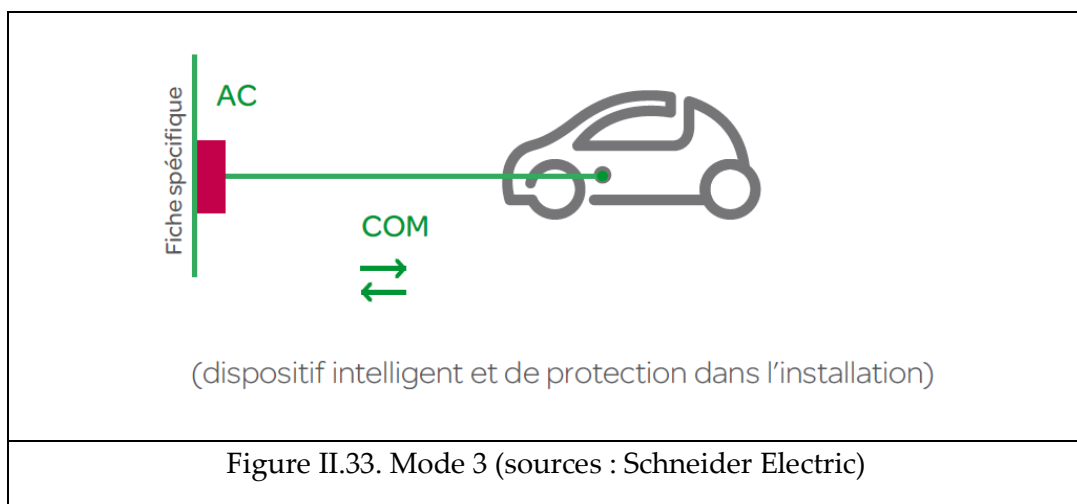 Fiche spécifique
AC
COM
(dispositif intelligent et de protection dans l'installation)
Figure II.33. Mode 3 (sources : Schneider Electric)